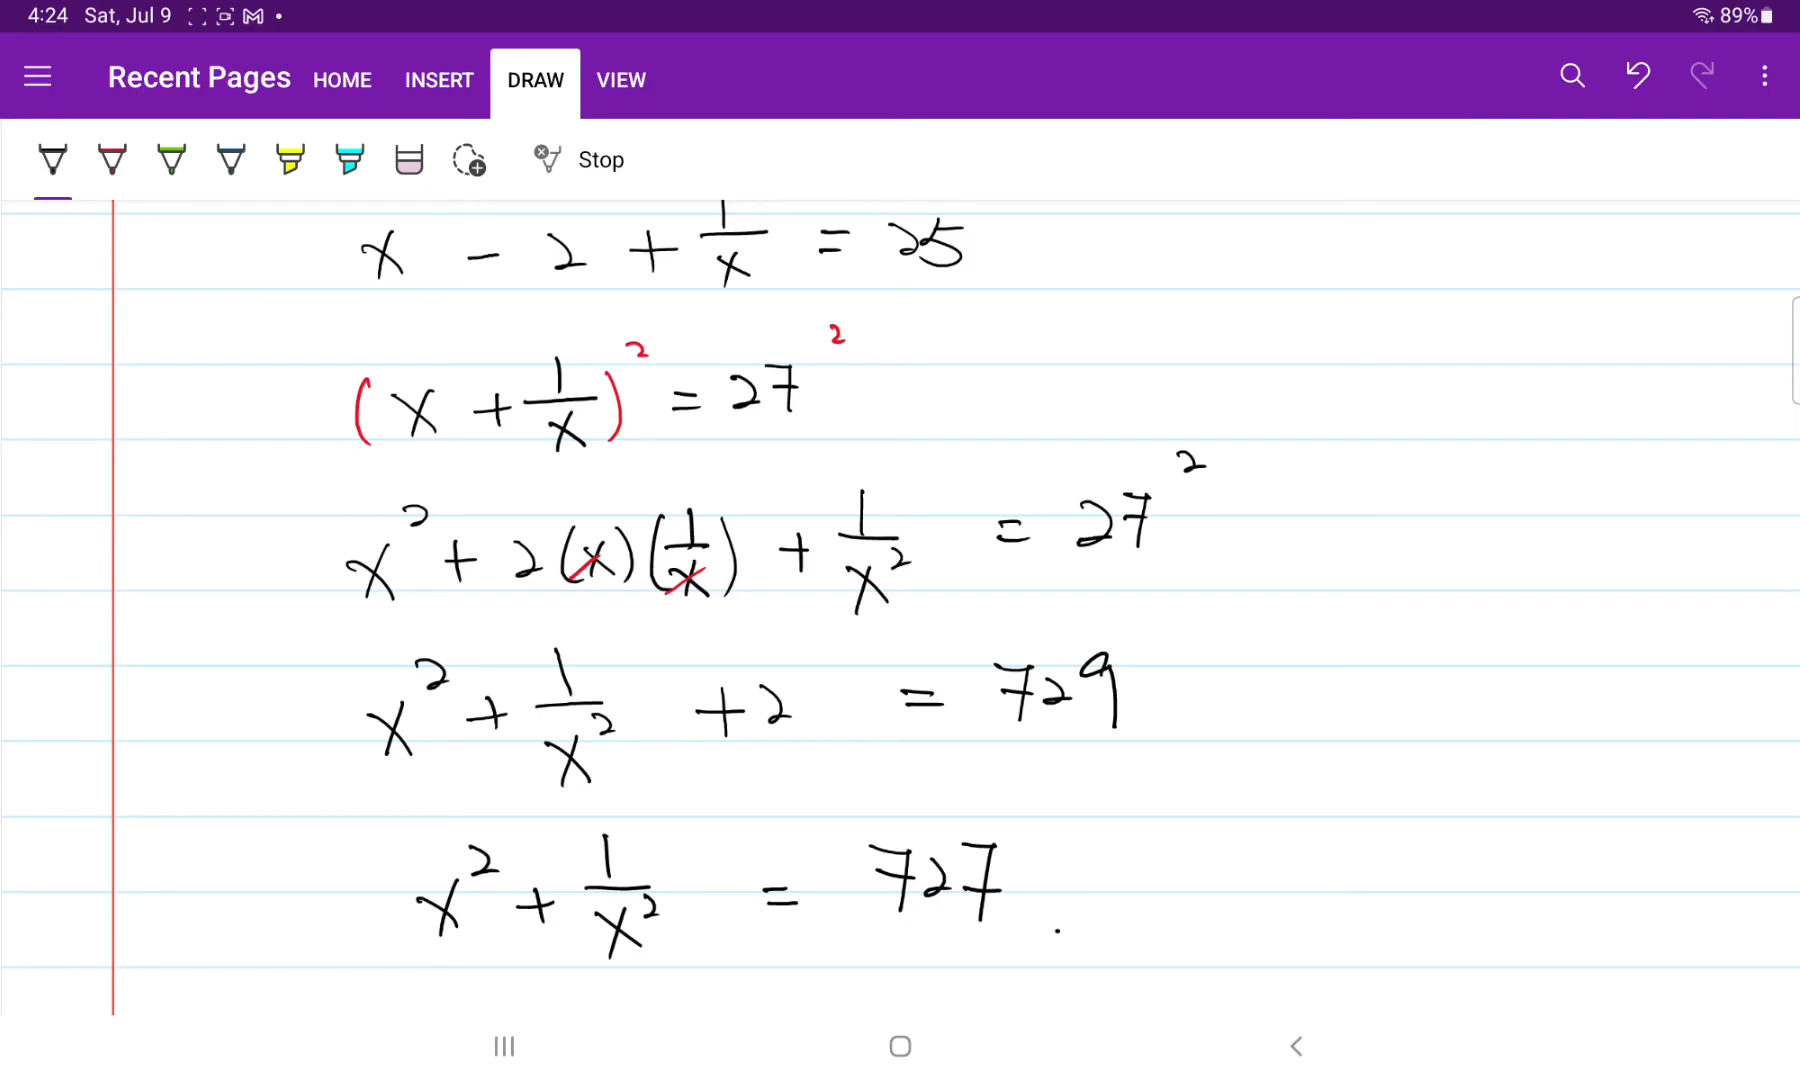 4:24 Sat, Jul 9 89%
Recent Pages HOME INSERT DRAW VIEW
Stop
x - 2 + 1/x = 25
(x + 1/x)² = 27²
x² + 2(x)(1/x) + 1/x² = 27²
x² + 1/x² + 2 = 729
x² + 1/x² = 727.